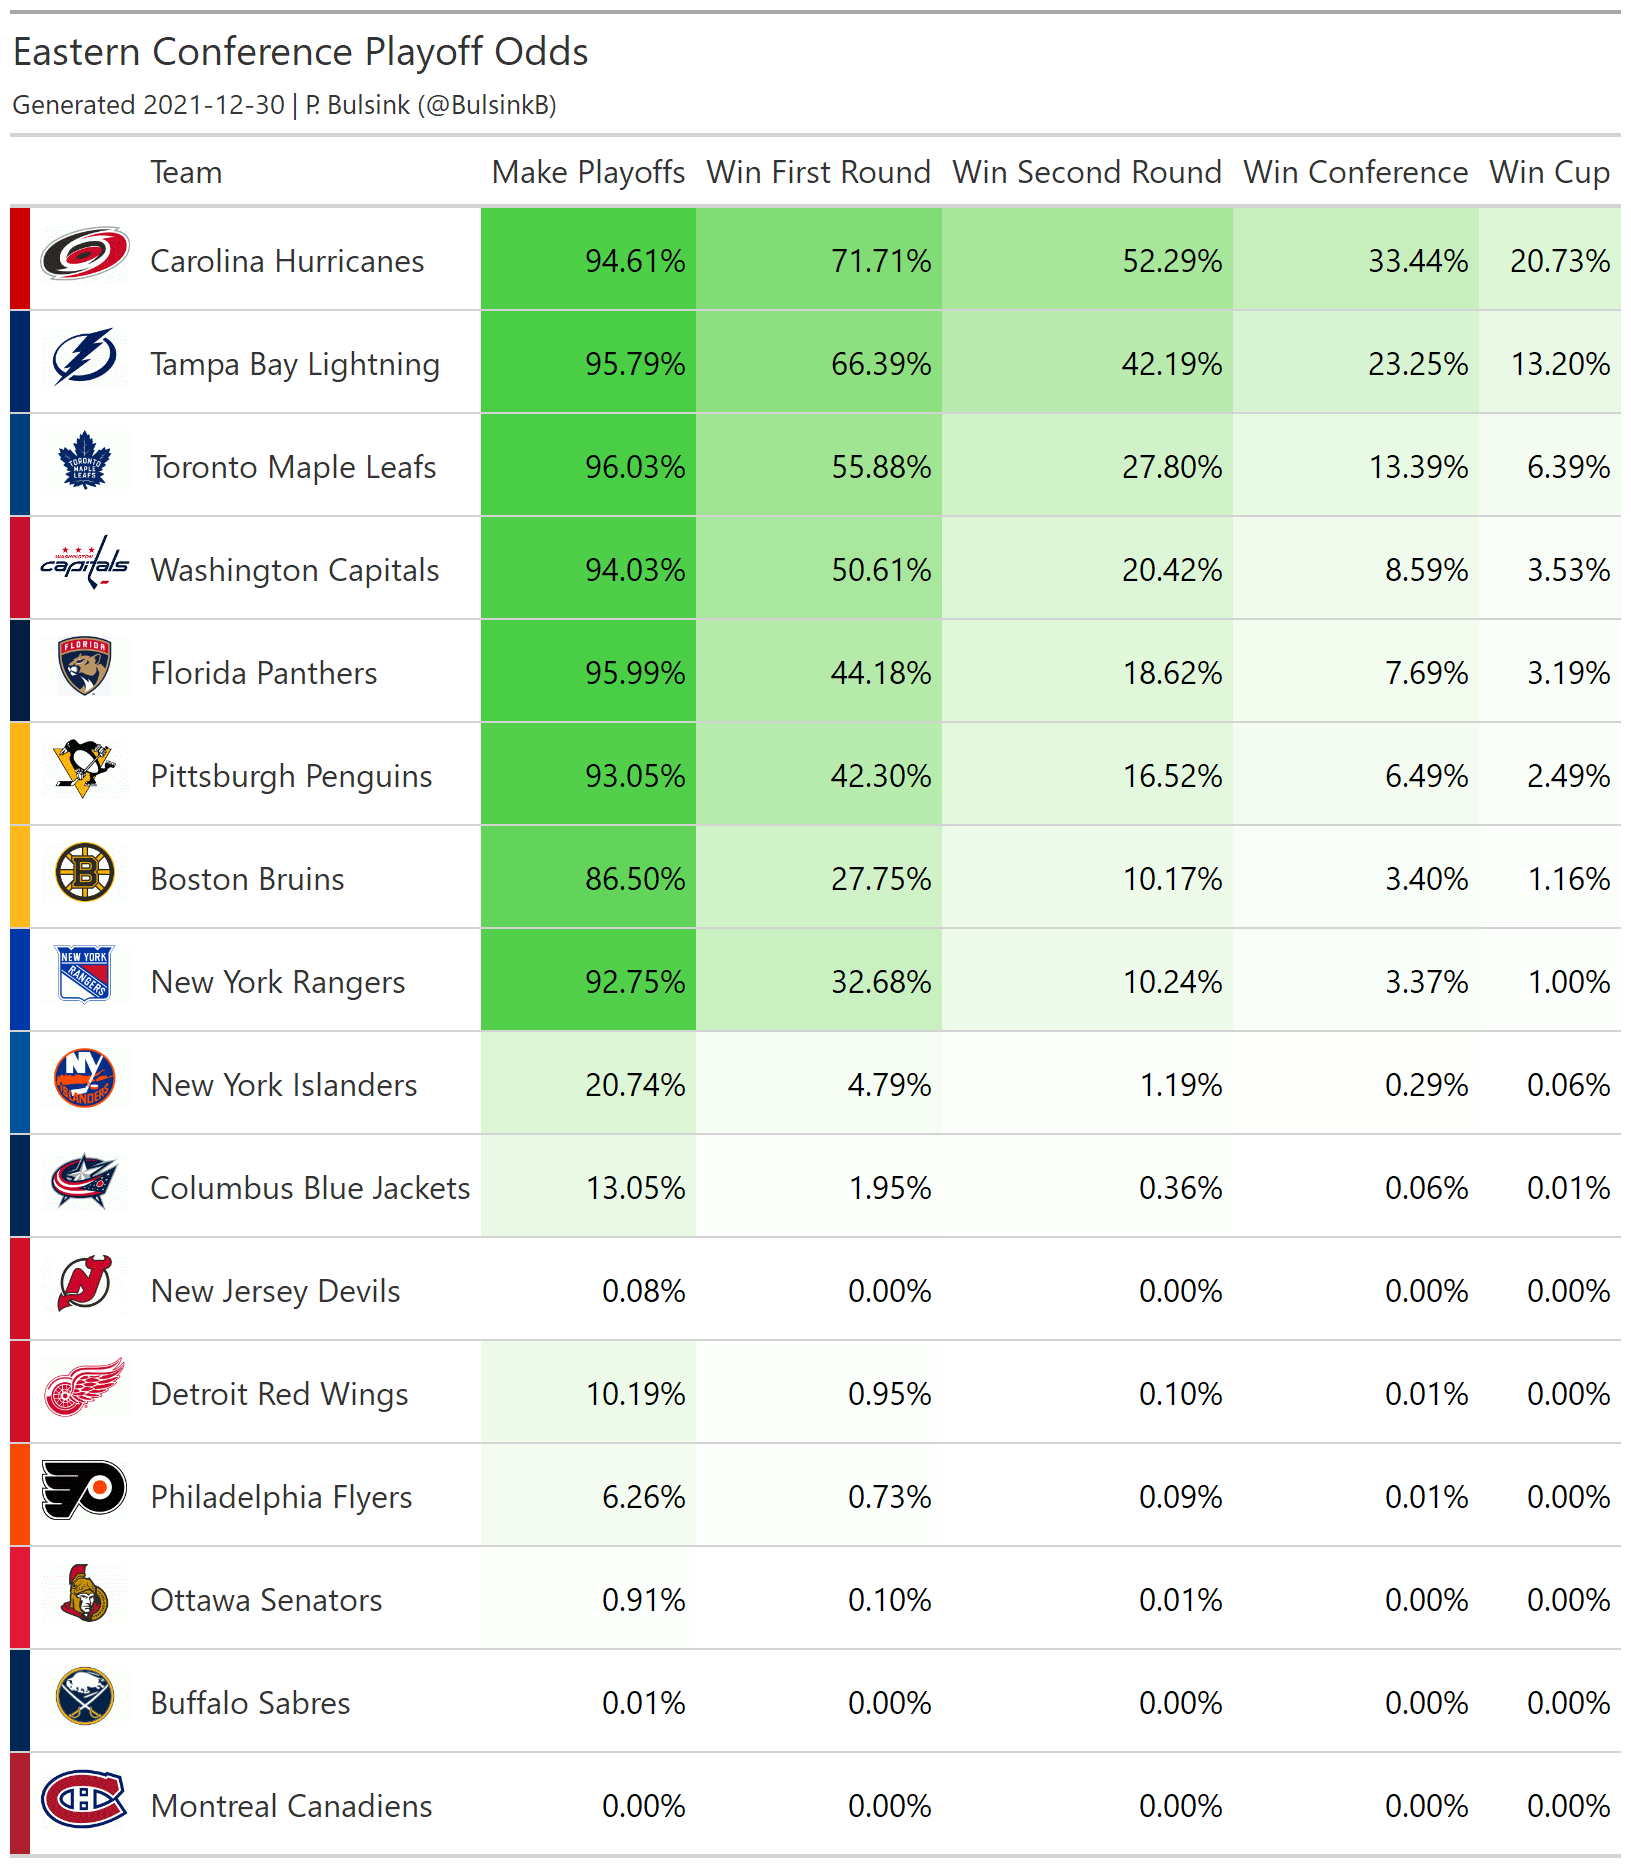 Eastern Conference Playoff Odds
Generated 2021-12-30 | P. Bulsink (@BulsinkB)
Team Make Playoffs Win First Round Win Second Round Win Conference Win Cup
Carolina Hurricanes 94.61% 71.71% 52.29% 33.44% 20.73%
Tampa Bay Lightning 95.79% 66.39% 42.19% 23.25% 13.20%
TORONTO
MAPLE
LEAFS
Toronto Maple Leafs 96.03% 55.88% 27.80% 13.39% 6.39%
WASHINGTON
capitals
Washington Capitals 94.03% 50.61% 20.42% 8.59% 3.53%
FLORIDA
Florida Panthers 95.99% 44.18% 18.62% 7.69% 3.19%
Pittsburgh Penguins 93.05% 42.30% 16.52% 6.49% 2.49%
B
Boston Bruins 86.50% 27.75% 10.17% 3.40% 1.16%
NEW YORK
RANGERS
New York Rangers 92.75% 32.68% 10.24% 3.37% 1.00%
NY
ISLANDERS
New York Islanders 20.74% 4.79% 1.19% 0.29% 0.06%
Columbus Blue Jackets 13.05% 1.95% 0.36% 0.06% 0.01%
New Jersey Devils 0.08% 0.00% 0.00% 0.00% 0.00%
Detroit Red Wings 10.19% 0.95% 0.10% 0.01% 0.00%
Philadelphia Flyers 6.26% 0.73% 0.09% 0.01% 0.00%
Ottawa Senators 0.91% 0.10% 0.01% 0.00% 0.00%
Buffalo Sabres 0.01% 0.00% 0.00% 0.00% 0.00%
Montreal Canadiens 0.00% 0.00% 0.00% 0.00% 0.00%